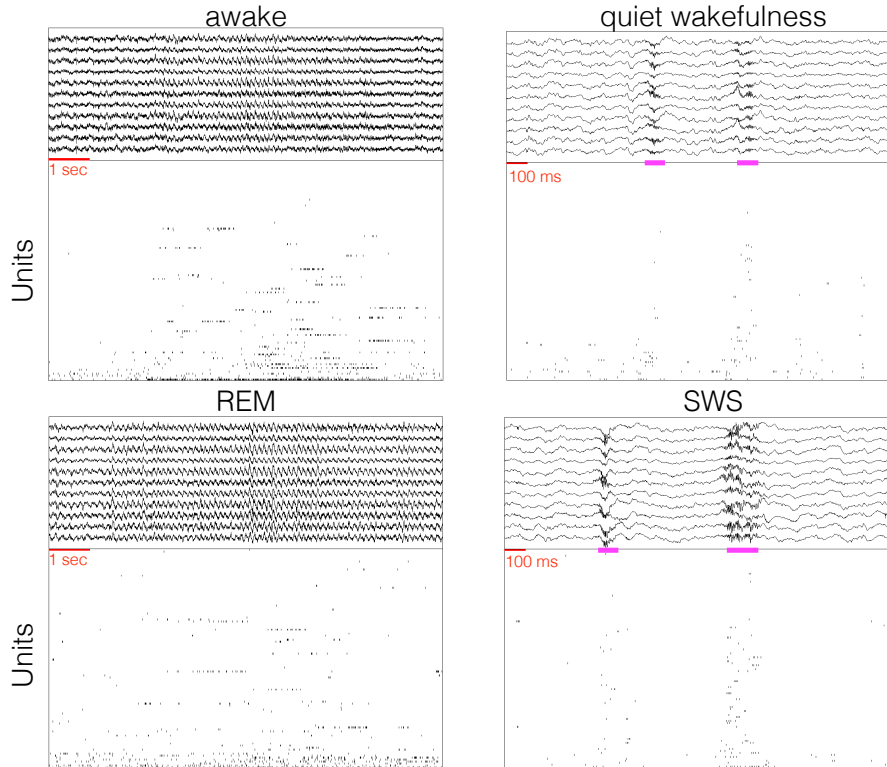 awake
quiet wakefulness
1 sec
100 ms
Units
REM
SWS
1 sec
100 ms
Units